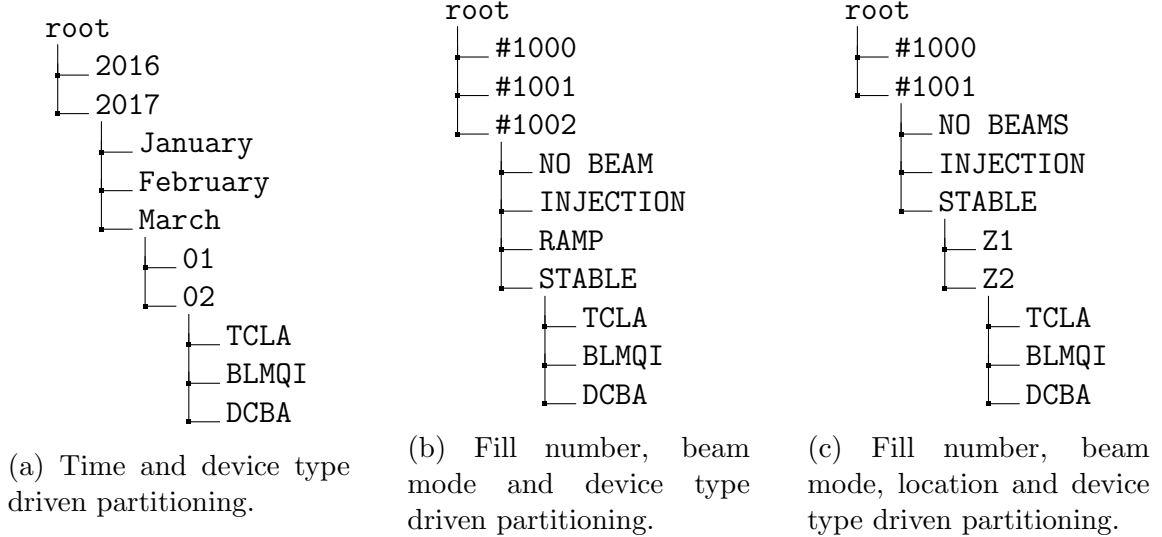 root
2016
2017
January
February
March
01
02
TCLA
BLMQI
DCBA
(a) Time and device type
driven partitioning.
root
#1000
#1001
#1002
NO BEAM
INJECTION
RAMP
STABLE
TCLA
BLMQI
DCBA
(b) Fill number, beam
mode and device type
driven partitioning.
root
#1000
#1001
NO BEAMS
INJECTION
STABLE
Z1
Z2
TCLA
BLMQI
DCBA
(c) Fill number, beam
mode, location and device
type driven partitioning.